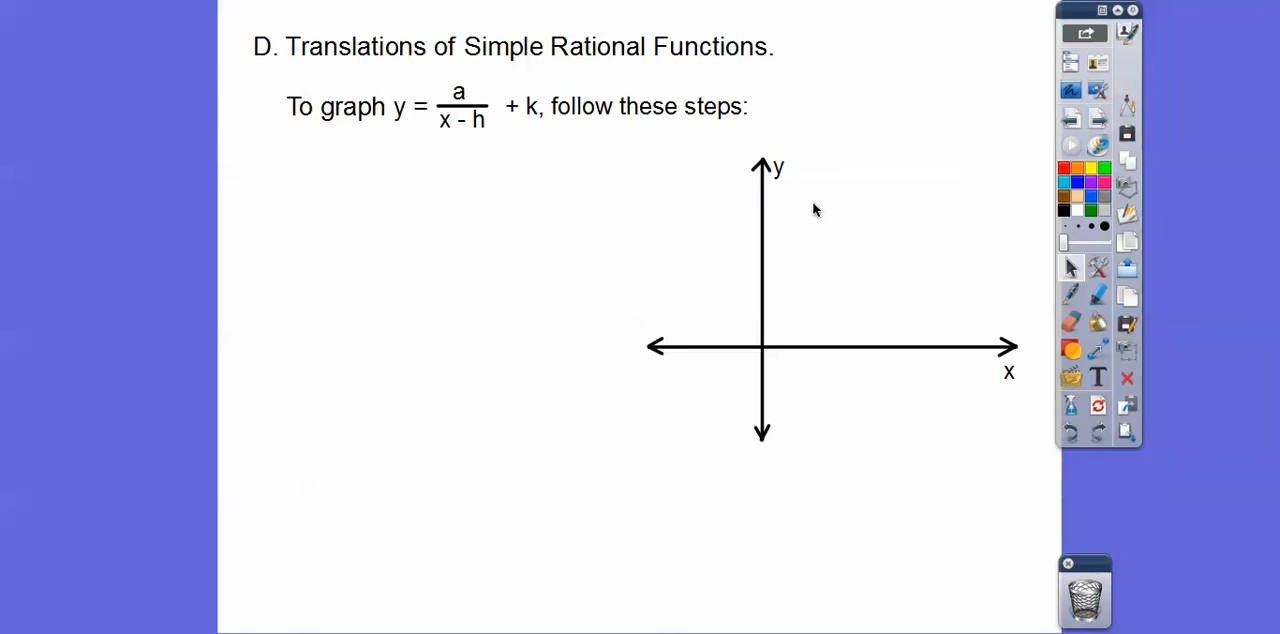 D. Translations of Simple Rational Functions.
To graph y = a / (x - h) + k, follow these steps:
y
x
T